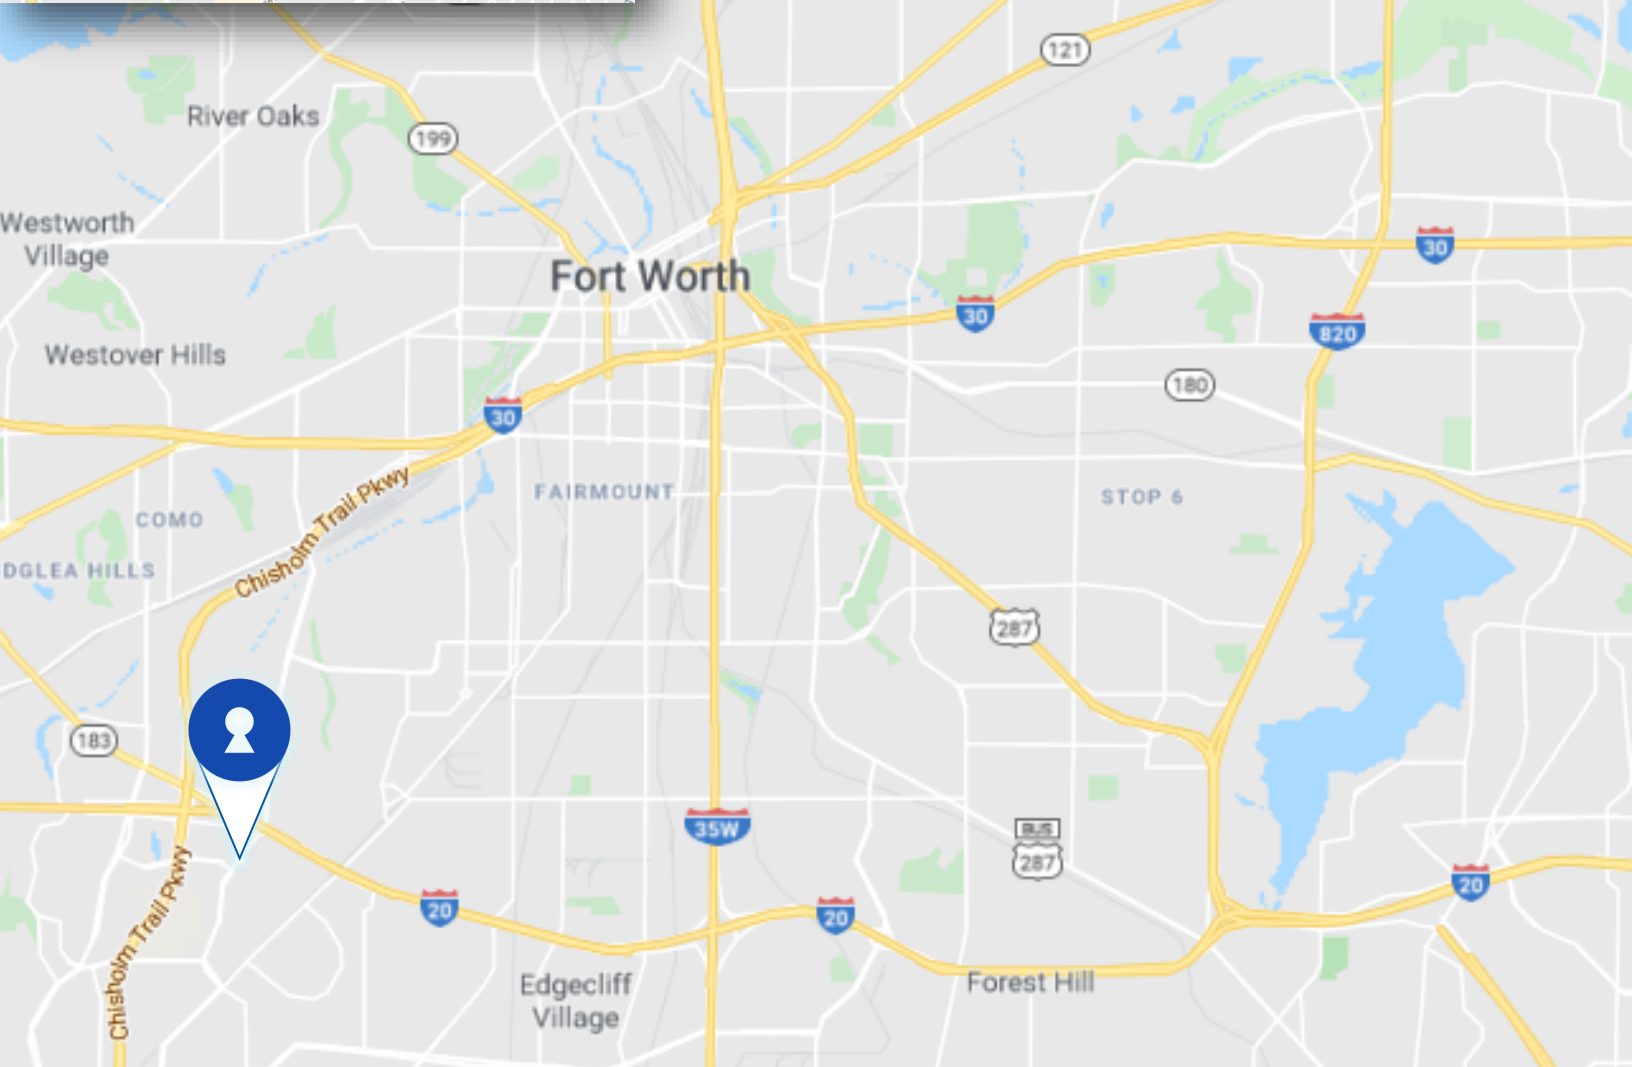 121
River Oaks
199
Westworth
Village
30
Fort Worth
30
820
Westover Hills
180
30
Chisholm Trail Pkwy
FAIRMOUNT
STOP 6
COMO
DGLEA HILLS
287
183
35W
BUS
287
Chisholm Trail Pkwy
20
20
20
Edgecliff
Village
Forest Hill